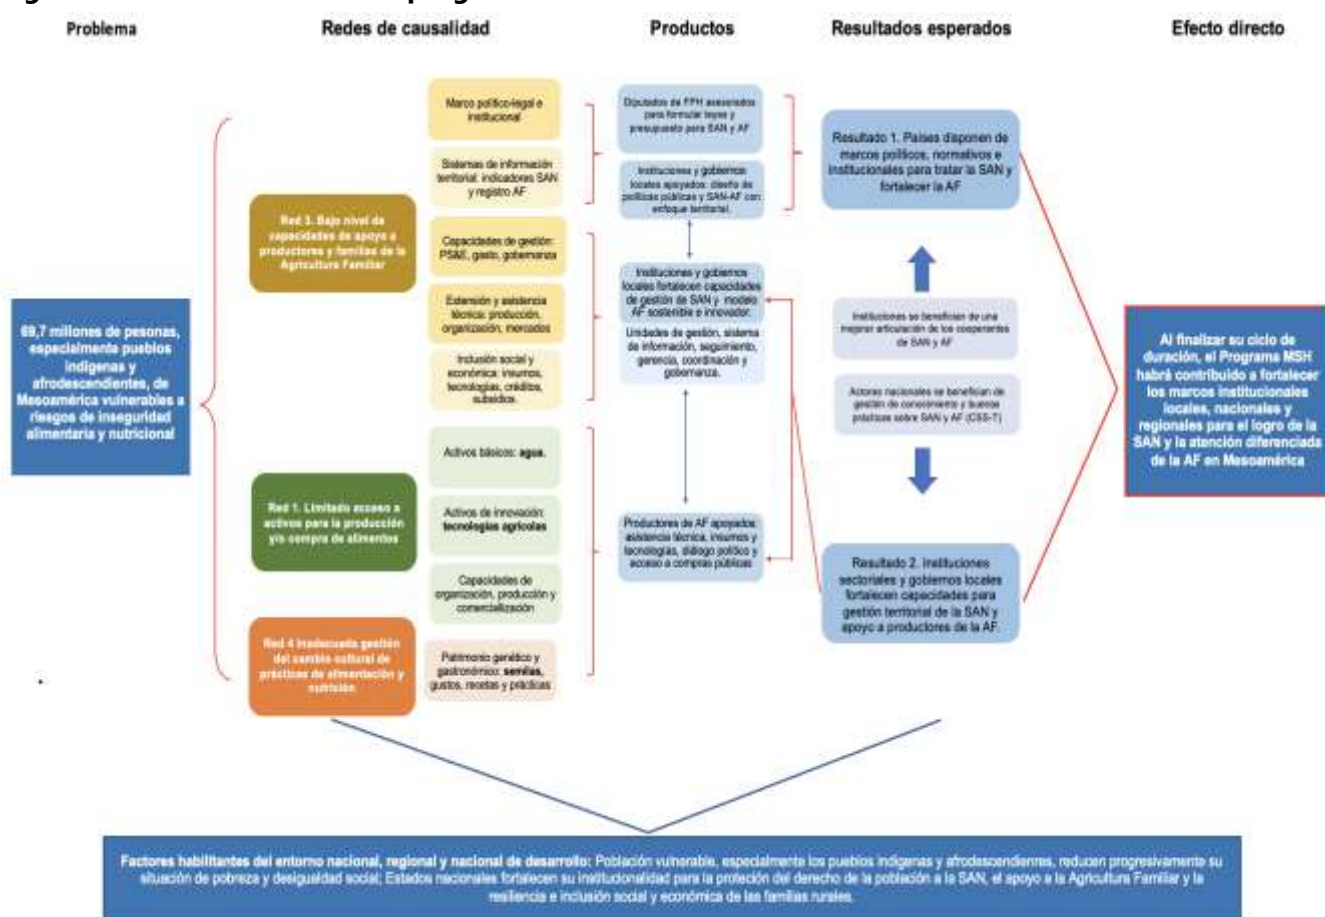 Problema
Redes de causalidad
Productos
Resultados esperados
Efecto directo
69,7 millones de pesonas,
especialmente pueblos
indígenas y
afrodescendientes, de
Mesoamérica vulnerables a
riesgos de inseguridad
alimentaria y nutricional
Red 3. Bajo nivel de
capacidades de apoyo a
productores y familias de la
Agricultura Familiar
Red 1. Limitado acceso a
activos para la producción
y/o compra de alimentos
Red 4 Inadecuada gestión
del cambio cultural de
prácticas de alimentación y
nutrición
Marco político-legal e
institucional
Sistemas de información
territorial: indicadores SAN
y registro AF
Capacidades de gestión:
PS&E, gasto, gobernanza
Extensión y asistencia
técnica: producción,
organización, mercados
Inclusión social y
económica: insumos,
tecnologías, créditos,
subsidios.
Activos básicos: agua.
Activos de innovación:
tecnologías agrícolas
Capacidades de
organización, producción y
comercialización
Patrimonio genético y
gastronómico: semilas,
gustos, recetas y prácticas
Diputados de FPH asesorados
para formular leyes y
presupuesto para SAN y AF
Instituciones y gobiernos
locales apoyados: diseño de
políticas públicas y SAN-AF con
enfoque territorial.
Instituciones y gobiernos
locales fortalecen capacidades
de gestión de SAN y modelo
AF sostenible e innovador.
Unidades de gestión, sistema
de información, seguimiento,
gerencia, coordinación y
gobernanza.
Productores de AF apoyados:
asistencia técnica, insumos y
tecnologías, diálogo político y
acceso a compras públicas
Resultado 1. Países disponen de
marcos políticos, normativos e
institucionales para tratar la SAN y
fortalecer la AF
Instituciones se benefician de una
mejorar articulación de los cooperantes
de SAN y AF
Actores nacionales se benefician de
gestión de conocimiento y buenas
prácticas sobre SAN y AF (CSS-T)
Resultado 2. Instituciones
sectoriales y gobiernos locales
fortalecen capacidades para
gestión territorial de la SAN y
apoyo a productores de la AF.
Al finalizar su ciclo de
duración, el Programa MSH
habrá contribuido a fortalecer
los marcos institucionales
locales, nacionales y
regionales para el logro de la
SAN y la atención diferenciada
de la AF en Mesoamérica
Factores habilitantes del entorno nacional, regional y nacional de desarrollo: Población vulnerable, especialmente los pueblos indígenas y afrodescendienres, reducen progresivamente su
situación de pobreza y desigualdad social; Estados nacionales fortalecen su institucionalidad para la proteción del derecho de la población a la SAN, el apoyo a la Agricultura Familiar y la
resiliencia e inclusión social y económica de las familias rurales.